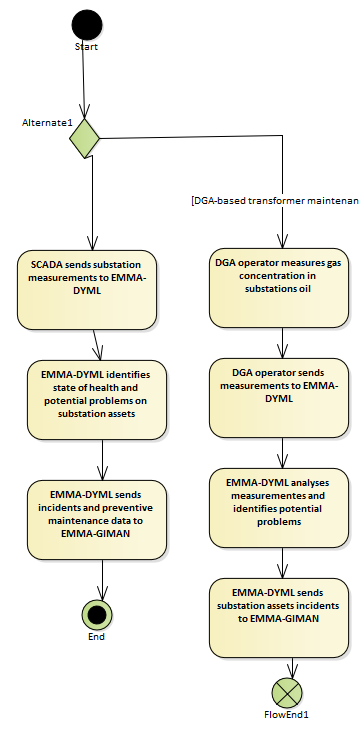 Start
Alternate1
[DGA-based transformer maintenan
SCADA sends substation
measurements to EMMA-
DYML
DGA operator measures gas
concentration in
substations oil
EMMA-DYML identifies
state of health and
potential problems on
substation assets
DGA operator sends
measurements to EMMA-
DYML
EMMA-DYML sends
incidents and preventive
maintenance data to
EMMA-GIMAN
EMMA-DYML analyses
measurementes and
identifies potential
problems
EMMA-DYML sends
substation assets incidents
to EMMA-GIMAN
End
FlowEnd1